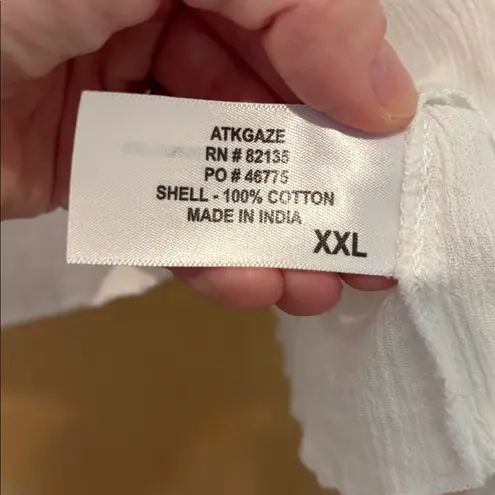 ATKGAZE
RN # 82135
PO # 46775
SHELL - 100% COTTON
MADE IN INDIA
XXL